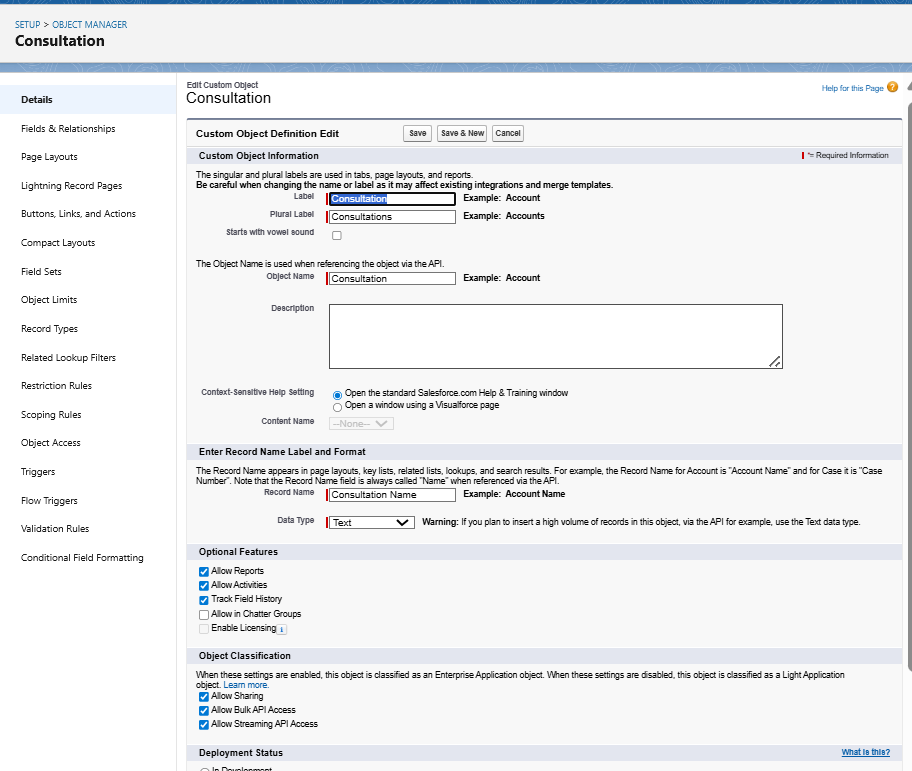 SETUP > OBJECT MANAGER
Consultation
Details
Fields & Relationships
Page Layouts
Lightning Record Pages
Buttons, Links, and Actions
Compact Layouts
Field Sets
Object Limits
Record Types
Related Lookup Filters
Restriction Rules
Scoping Rules
Object Access
Triggers
Flow Triggers
Validation Rules
Conditional Field Formatting
Edit Custom Object
Consultation
Help for this Page ?
Custom Object Definition Edit Save Save & New Cancel
Custom Object Information *= Required Information
The singular and plural labels are used in tabs, page layouts, and reports.
Be careful when changing the name or label as it may affect existing integrations and merge templates.
Label Consultation Example: Account
Plural Label Consultations Example: Accounts
Starts with vowel sound
The Object Name is used when referencing the object via the API.
Object Name Consultation Example: Account
Description
Context-Sensitive Help Setting Open the standard Salesforce.com Help & Training window
Open a window using a Visualforce page
Content Name --None--
Enter Record Name Label and Format
The Record Name appears in page layouts, key lists, related lists, lookups, and search results. For example, the Record Name for Account is "Account Name" and for Case it is "Case
Number". Note that the Record Name field is always called "Name" when referenced via the API.
Record Name Consultation Name Example: Account Name
Data Type Text Warning: If you plan to insert a high volume of records in this object, via the API for example, use the Text data type.
Optional Features
Allow Reports
Allow Activities
Track Field History
Allow in Chatter Groups
Enable Licensing i
Object Classification
When these settings are enabled, this object is classified as an Enterprise Application object. When these settings are disabled, this object is classified as a Light Application
object. Learn more.
Allow Sharing
Allow Bulk API Access
Allow Streaming API Access
Deployment Status What is this?
In Development